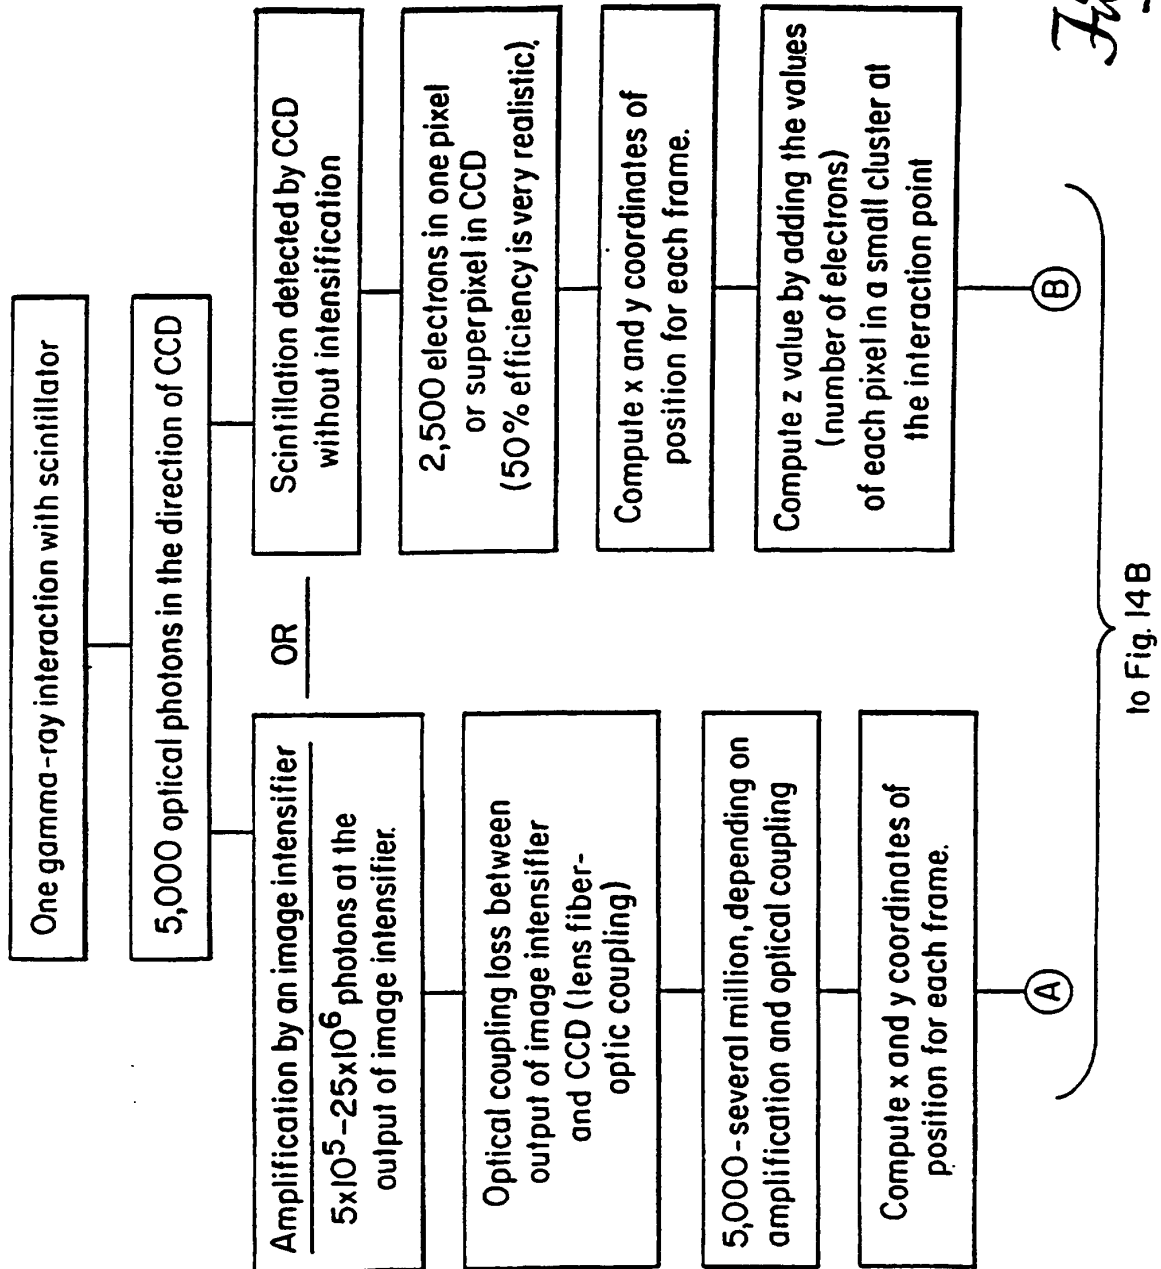 One gamma-ray interaction with scintillator
5,000 optical photons in the direction of CCD
Amplification by an image intensifier
5x10⁵-25x10⁶ photons at the
output of image intensifier.
Optical coupling loss between
output of image intensifier
and CCD (lens fiber-
optic coupling)
5,000-several million, depending on
amplification and optical coupling
Compute x and y coordinates of
position for each frame.
A
OR
Scintillation detected by CCD
without intensification
2,500 electrons in one pixel
or superpixel in CCD
(50% efficiency is very realistic).
Compute x and y coordinates of
position for each frame.
Compute z value by adding the values
(number of electrons)
of each pixel in a small cluster at
the interaction point
B
to Fig. 14B